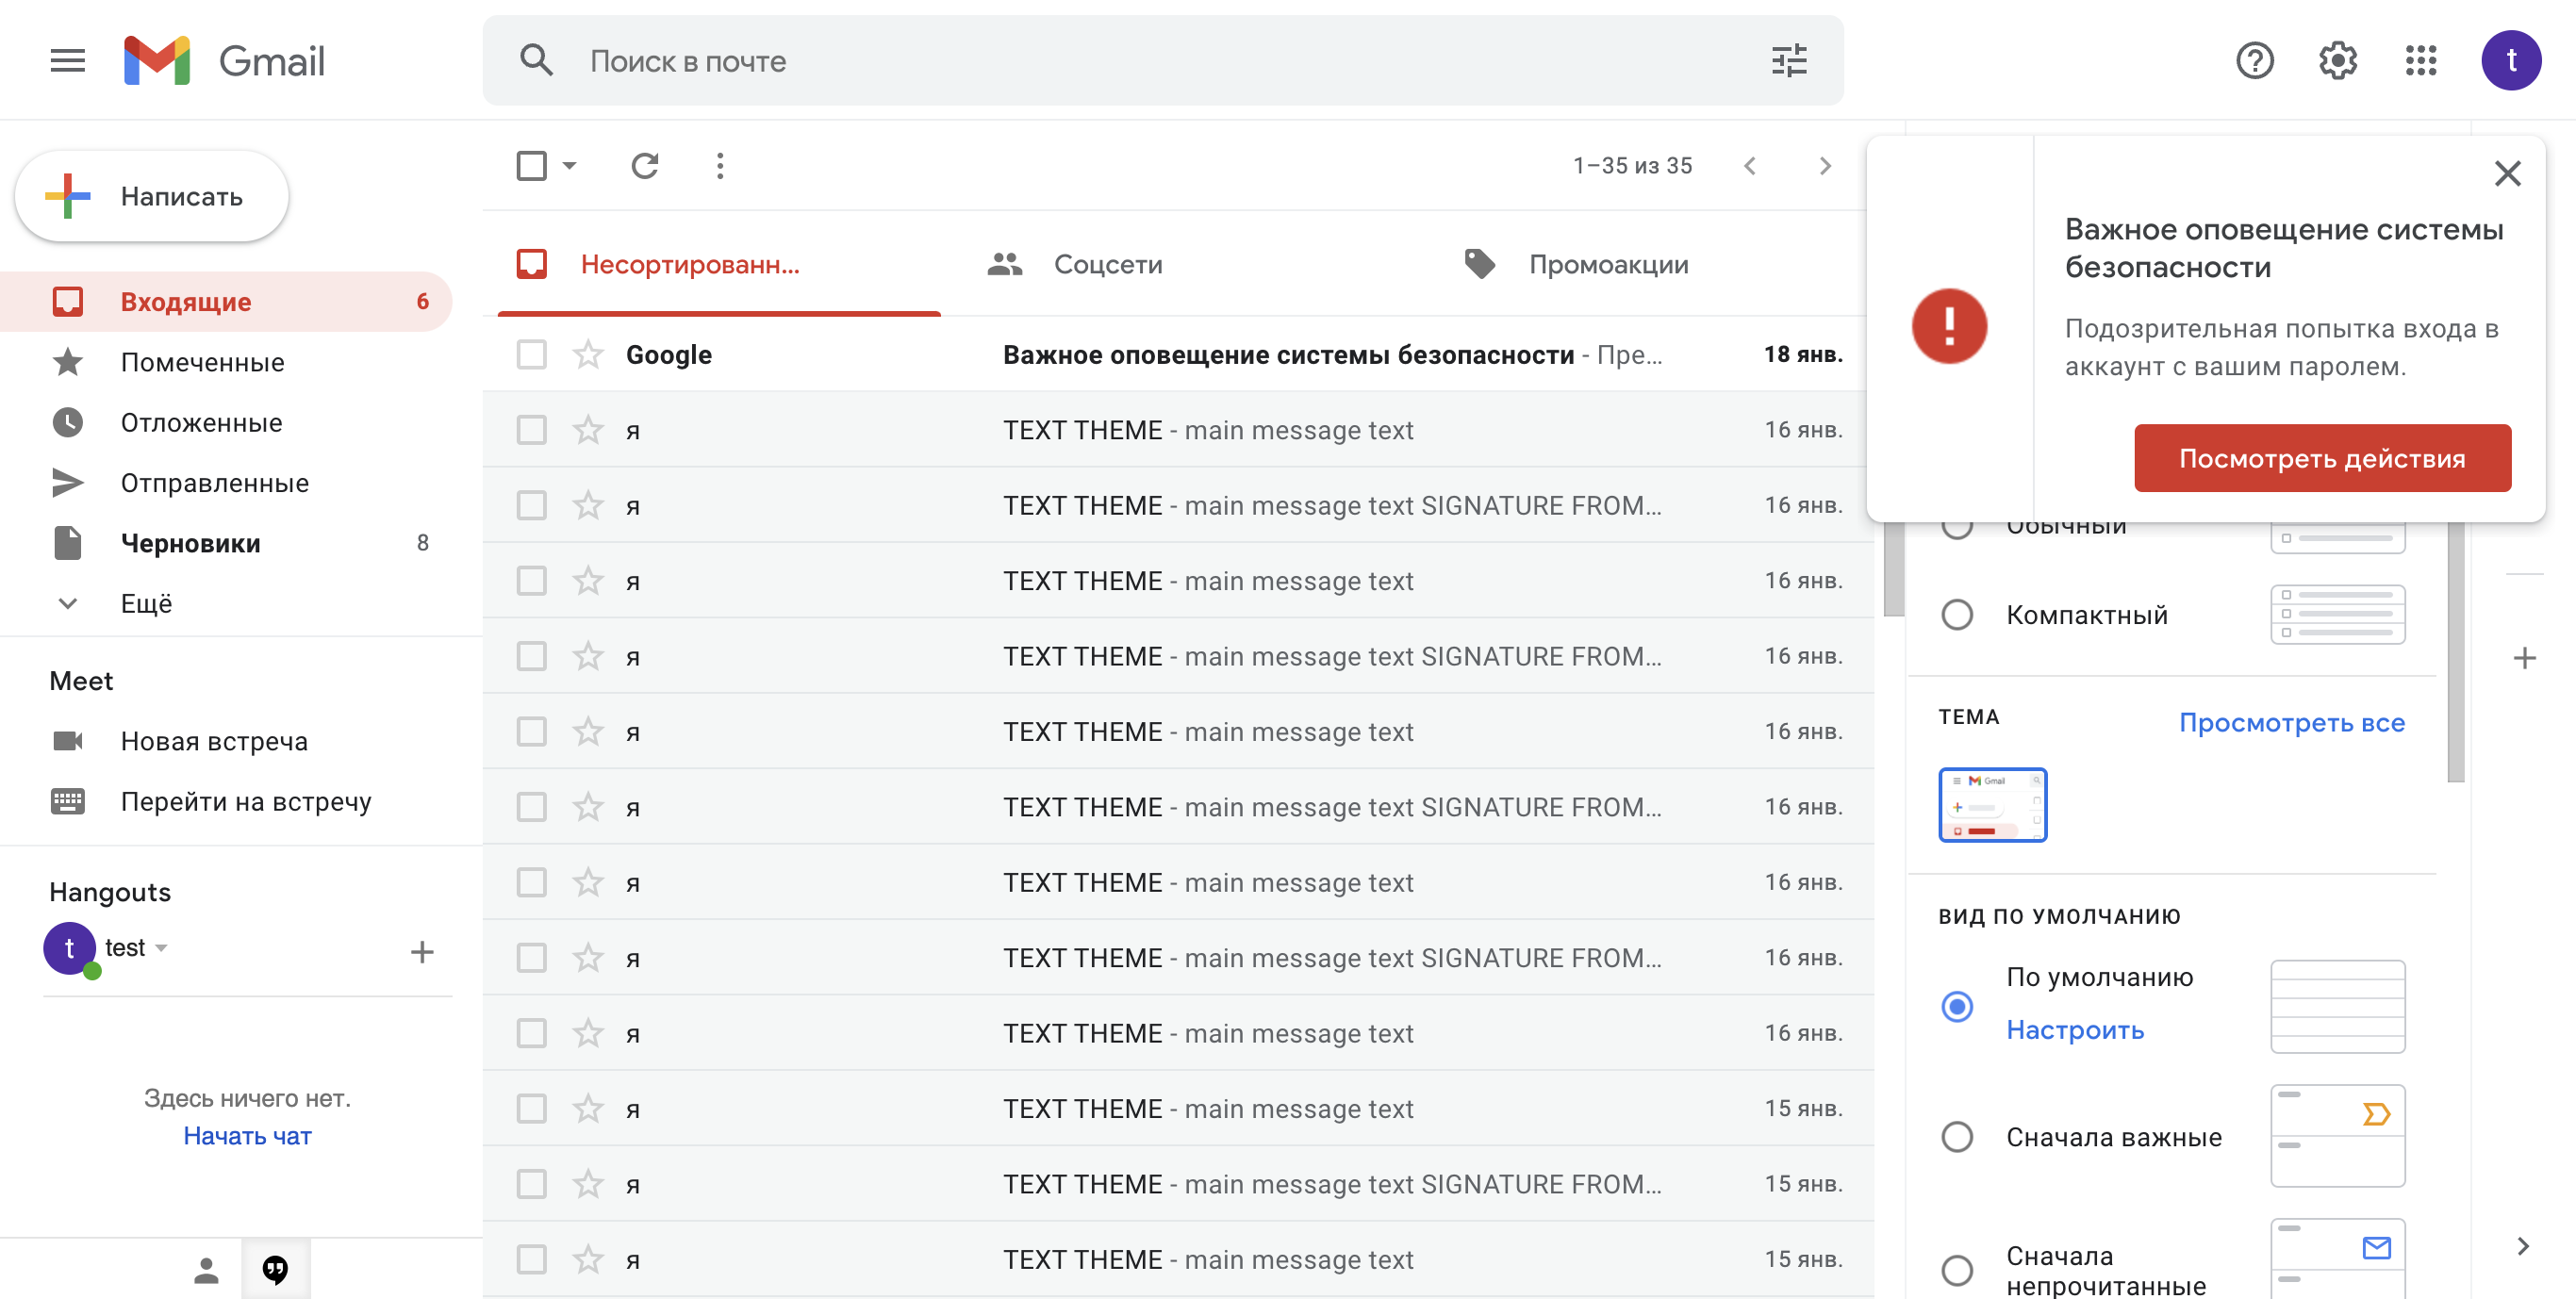 Gmail
Поиск в почте
t
Написать
Входящие 6
Помеченные
Отложенные
Отправленные
Черновики 8
Ещё
Meet
Новая встреча
Перейти на встречу
Hangouts
t test
Здесь ничего нет.
Начать чат
1–35 из 35
Несортированн...
Соцсети
Промоакции
Google Важное оповещение системы безопасности - Пре... 18 янв.
я TEXT THEME - main message text 16 янв.
я TEXT THEME - main message text SIGNATURE FROM... 16 янв.
я TEXT THEME - main message text 16 янв.
я TEXT THEME - main message text SIGNATURE FROM... 16 янв.
я TEXT THEME - main message text 16 янв.
я TEXT THEME - main message text SIGNATURE FROM... 16 янв.
я TEXT THEME - main message text 16 янв.
я TEXT THEME - main message text SIGNATURE FROM... 16 янв.
я TEXT THEME - main message text 16 янв.
я TEXT THEME - main message text 15 янв.
я TEXT THEME - main message text SIGNATURE FROM... 15 янв.
я TEXT THEME - main message text 15 янв.
Важное оповещение системы
безопасности
Подозрительная попытка входа в
аккаунт с вашим паролем.
Посмотреть действия
Обычный
Компактный
ТЕМА
Просмотреть все
Gmail
ВИД ПО УМОЛЧАНИЮ
По умолчанию
Настроить
Сначала важные
Сначала
непрочитанные